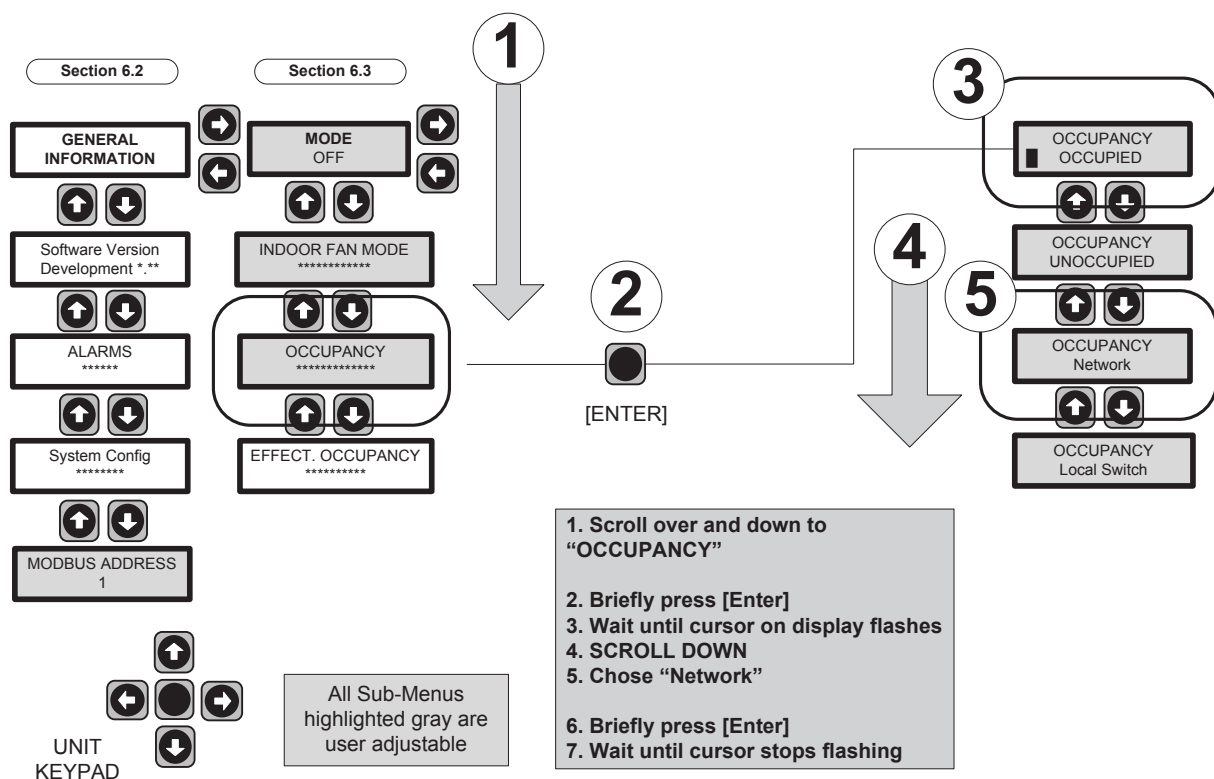 Section 6.2
Section 6.3
GENERAL
INFORMATION
Software Version
Development *.**
ALARMS
******
System Config
********
MODBUS ADDRESS
1
MODE
OFF
INDOOR FAN MODE
************
OCCUPANCY
*************
EFFECT. OCCUPANCY
**********
1
2
[ENTER]
3
OCCUPANCY
OCCUPIED
OCCUPANCY
UNOCCUPIED
4
5
OCCUPANCY
Network
OCCUPANCY
Local Switch
UNIT
KEYPAD
All Sub-Menus
highlighted gray are
user adjustable
1. Scroll over and down to
“OCCUPANCY”
2. Briefly press [Enter]
3. Wait until cursor on display flashes
4. SCROLL DOWN
5. Chose “Network”
6. Briefly press [Enter]
7. Wait until cursor stops flashing